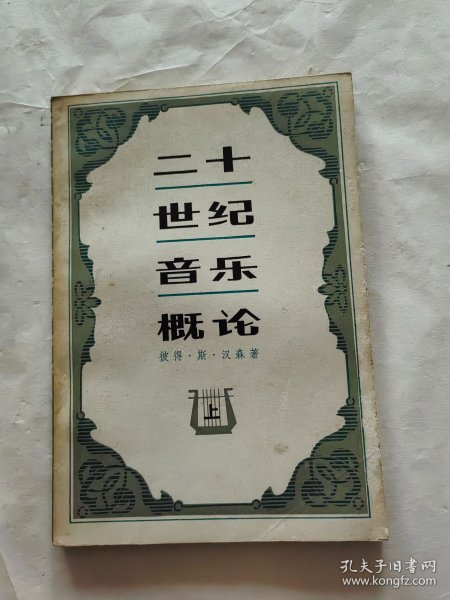 二十
世纪
音乐
概论
彼得·斯·汉森著
上
孔夫子旧书网
www.kongfz.com